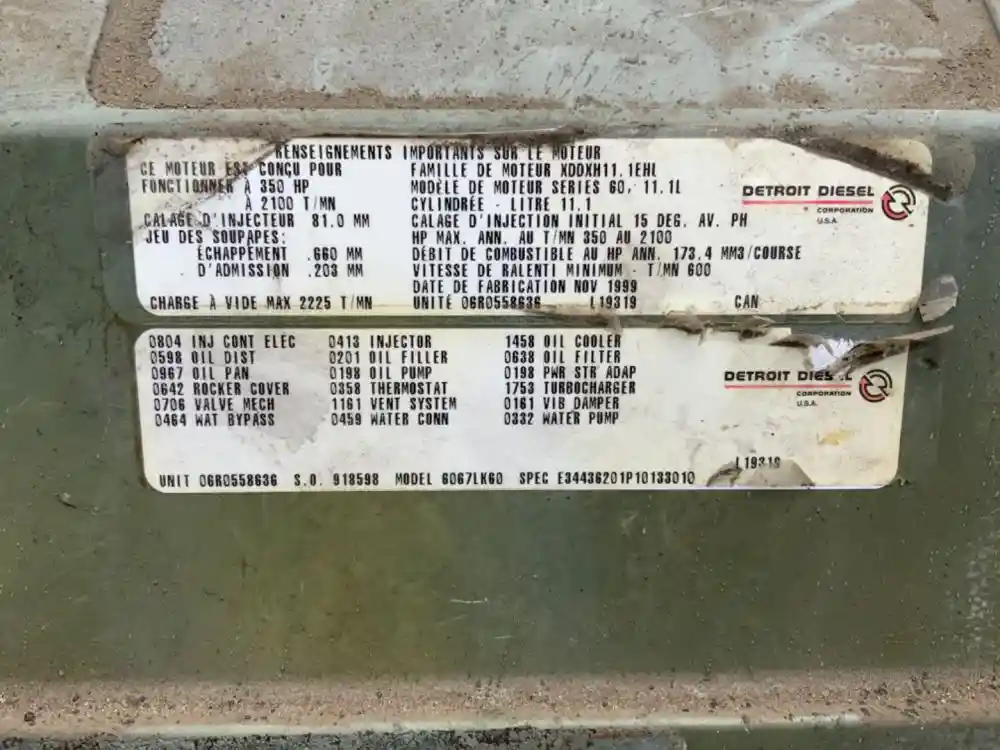 RENSEIGNEMENTS IMPORTANTS SUR LE MOTEUR
CE MOTEUR EST CONÇU POUR
FONCTIONNER À 350 HP
À 2100 T/MN
CALAGE D'INJECTEUR 81.0 MM
JEU DES SOUPAPES:
ÉCHAPPEMENT .660 MM
D'ADMISSION .203 MM
CHARGE À VIDE MAX 2225 T/MN
FAMILLE DE MOTEUR XDDXH11.1EHL
MODÈLE DE MOTEUR SERIES 60, 11.1L
CYLINDRÉE - LITRE 11.1
CALAGE D'INJECTION INITIAL 15 DEG. AV. PH
HP MAX. ANN. AU T/MN 350 AU 2100
DÉBIT DE COMBUSTIBLE AU HP ANN. 173.4 MM3/COURSE
VITESSE DE RALENTI MINIMUM - T/MN 600
DATE DE FABRICATION NOV 1999
UNITÉ 06R0558636 L19319 CAN
DETROIT DIESEL
CORPORATION
U.S.A.
0804 INJ CONT ELEC 0413 INJECTOR 1458 OIL COOLER
0598 OIL DIST 0201 OIL FILLER 0638 OIL FILTER
0967 OIL PAN 0198 OIL PUMP 0198 PWR STR ADAP
0642 ROCKER COVER 0358 THERMOSTAT 1753 TURBOCHARGER
0706 VALVE MECH 1161 VENT SYSTEM 0161 VIB DAMPER
0464 WAT BYPASS 0459 WATER CONN 0332 WATER PUMP
DETROIT
CORPORATION
U.S.A.
L19319
UNIT 06R0558636 S.O. 918598 MODEL 6067LK60 SPEC E34436201P10133010